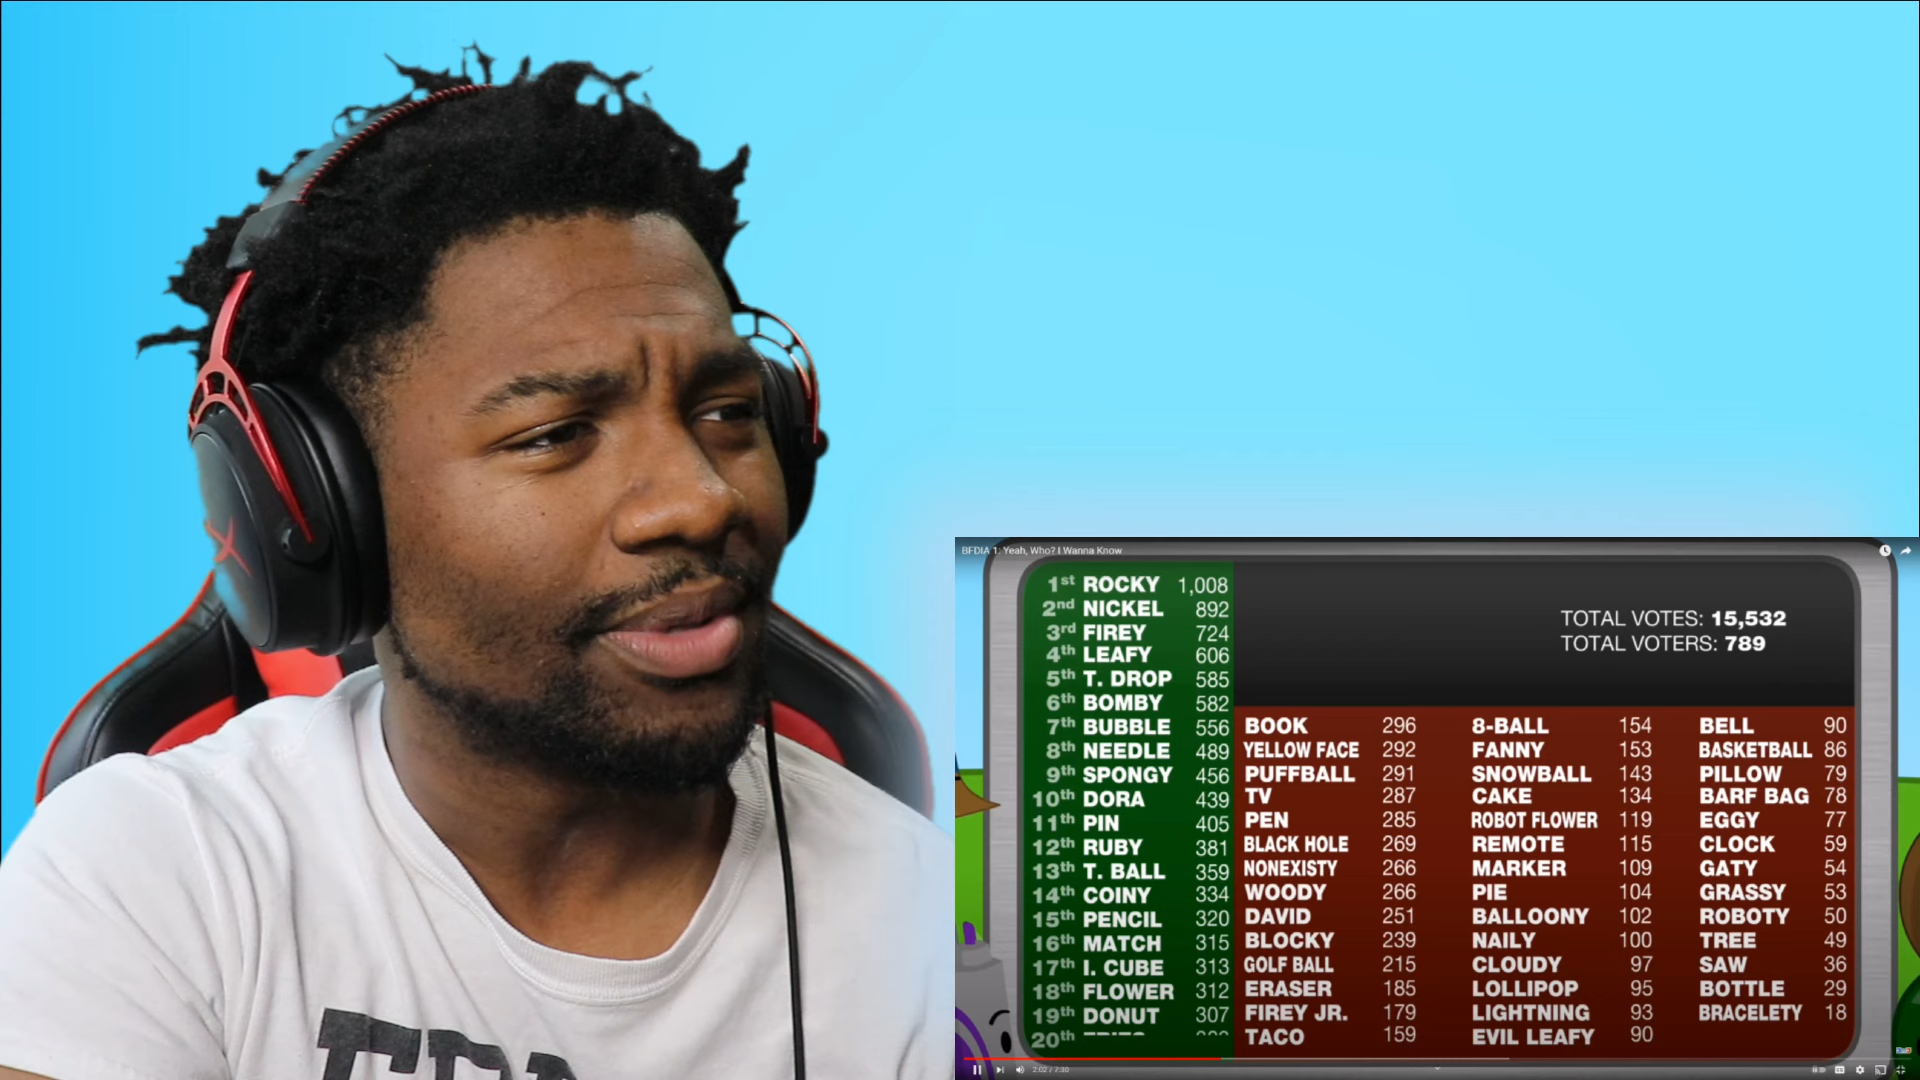 BFDIA 1: Yeah, Who? I Wanna Know
TOTAL VOTES: 15,532
TOTAL VOTERS: 789
1st ROCKY 1,008
2nd NICKEL 892
3rd FIREY 724
4th LEAFY 606
5th T. DROP 585
6th BOMBY 582
7th BUBBLE 556
8th NEEDLE 489
9th SPONGY 456
10th DORA 439
11th PIN 405
12th RUBY 381
13th T. BALL 359
14th COINY 334
15th PENCIL 320
16th MATCH 315
17th I. CUBE 313
18th FLOWER 312
19th DONUT 307
20th
BOOK 296
YELLOW FACE 292
PUFFBALL 291
TV 287
PEN 285
BLACK HOLE 269
NONEXISTY 266
WOODY 266
DAVID 251
BLOCKY 239
GOLF BALL 215
ERASER 185
FIREY JR. 179
TACO 159
8-BALL 154
FANNY 153
SNOWBALL 143
CAKE 134
ROBOT FLOWER 119
REMOTE 115
MARKER 109
PIE 104
BALLOONY 102
NAILY 100
CLOUDY 97
LOLLIPOP 95
LIGHTNING 93
EVIL LEAFY 90
BELL 90
BASKETBALL 86
PILLOW 79
BARF BAG 78
EGGY 77
CLOCK 59
GATY 54
GRASSY 53
ROBOTY 50
TREE 49
SAW 36
BOTTLE 29
BRACELETY 18
2:02 / 7:30